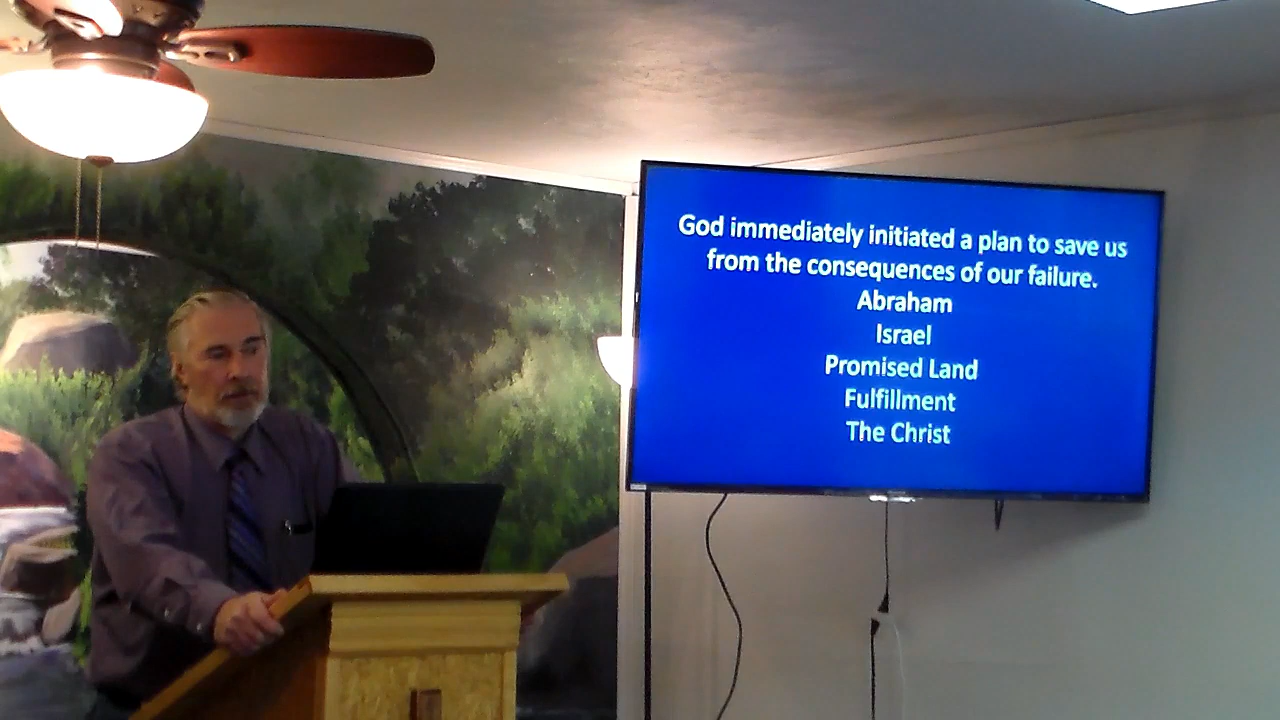 God immediately initiated a plan to save us
from the consequences of our failure.
Abraham
Israel
Promised Land
Fulfillment
The Christ